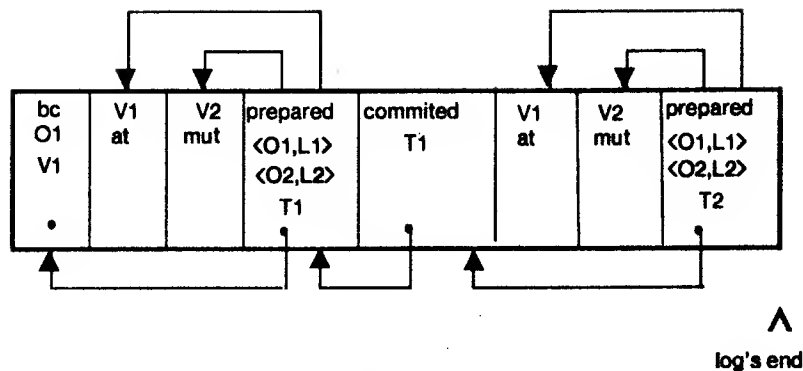 bc
O1
V1
V1
at
V2
mut
prepared
<O1,L1>
<O2,L2>
T1
commited
T1
V1
at
V2
mut
prepared
<O1,L1>
<O2,L2>
T2
log's end